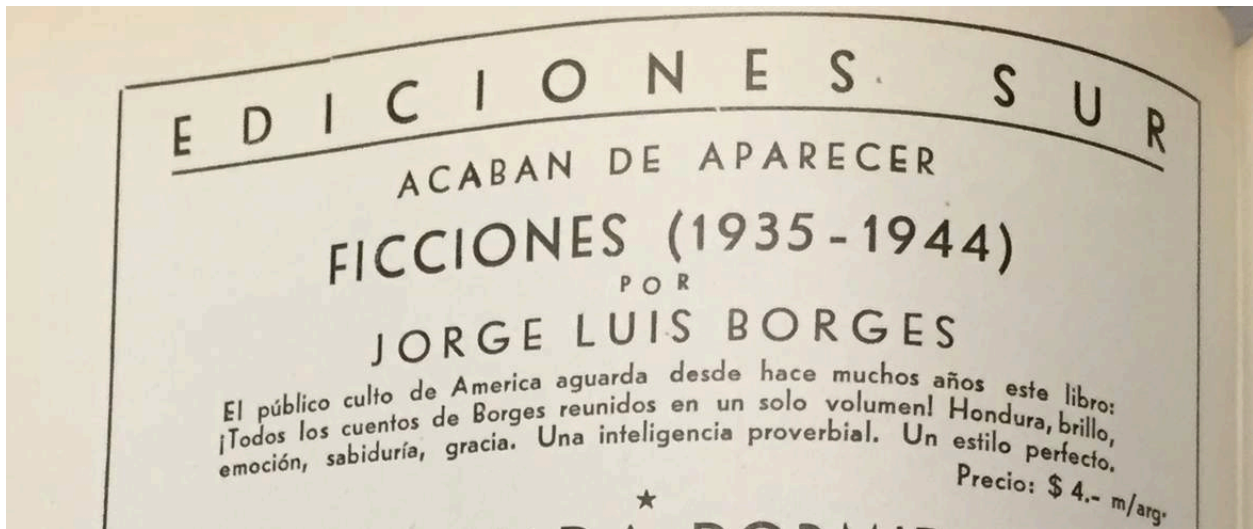 EDICIONES SUR
ACABAN DE APARECER
FICCIONES (1935-1944)
POR
JORGE LUIS BORGES
El público culto de America aguarda desde hace muchos años este libro:
¡Todos los cuentos de Borges reunidos en un solo volumen! Hondura, brillo,
emoción, sabiduría, gracia. Una inteligencia proverbial. Un estilo perfecto.
Precio: $ 4.- m/arg.